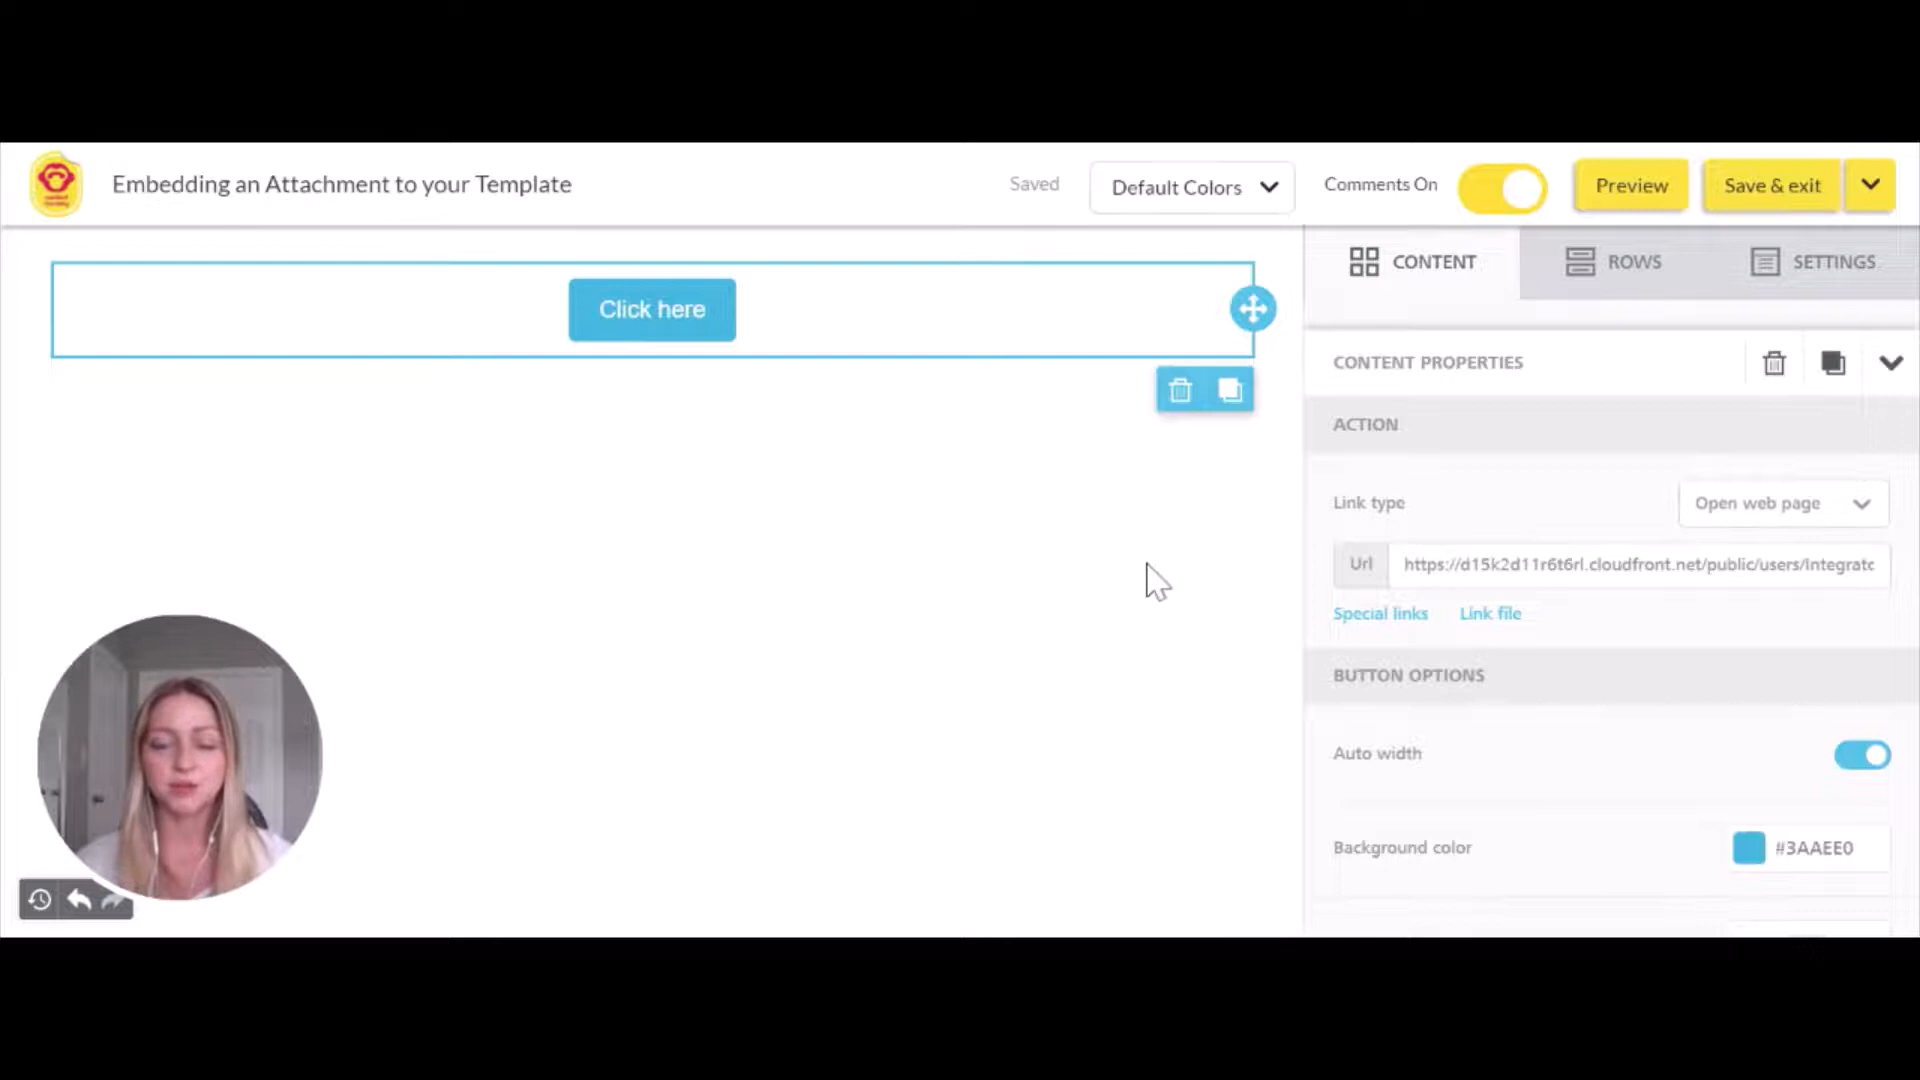 Embedding an Attachment to your Template
Saved
Default Colors
Comments On
Preview
Save & exit
CONTENT
ROWS
SETTINGS
Click here
CONTENT PROPERTIES
ACTION
Link type
Open web page
Url
https://d15k2d11r6t6rl.cloudfront.net/public/users/Integrato
Special links
Link file
BUTTON OPTIONS
Auto width
Background color
#3AAEE0